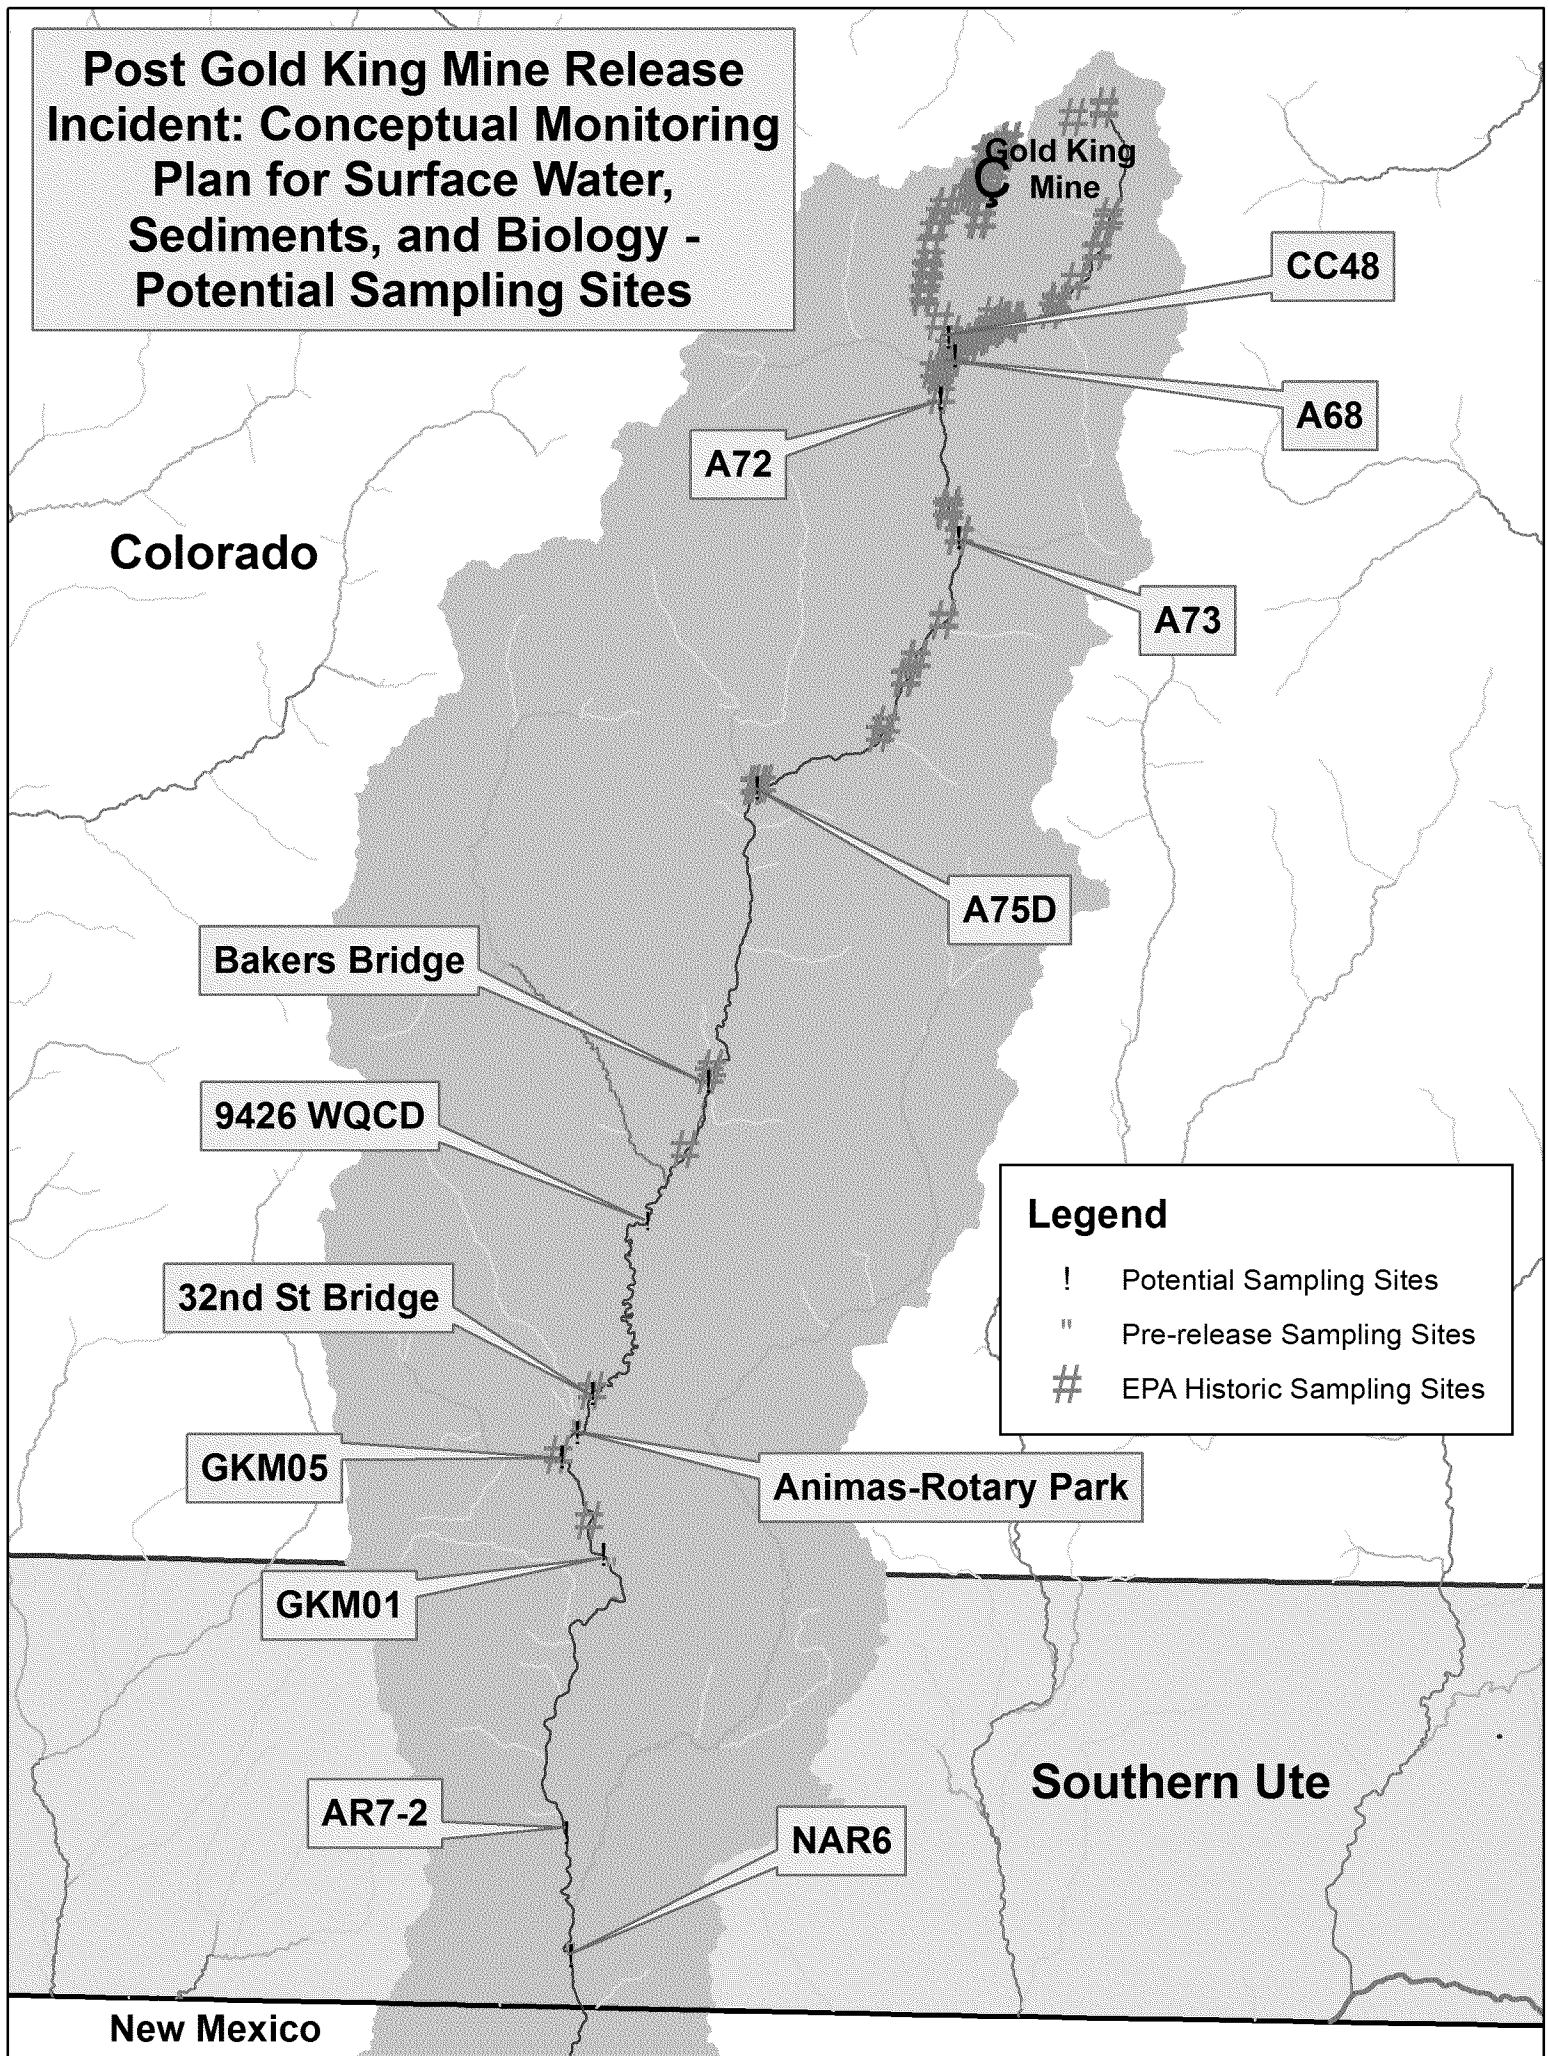 Post Gold King Mine Release
Incident: Conceptual Monitoring
Plan for Surface Water,
Sediments, and Biology -
Potential Sampling Sites
Gold King
Mine
Ç
CC48
A68
A72
Colorado
A73
A75D
Bakers Bridge
9426 WQCD
Legend
! Potential Sampling Sites
" Pre-release Sampling Sites
# EPA Historic Sampling Sites
32nd St Bridge
GKM05
Animas-Rotary Park
GKM01
Southern Ute
AR7-2
NAR6
New Mexico